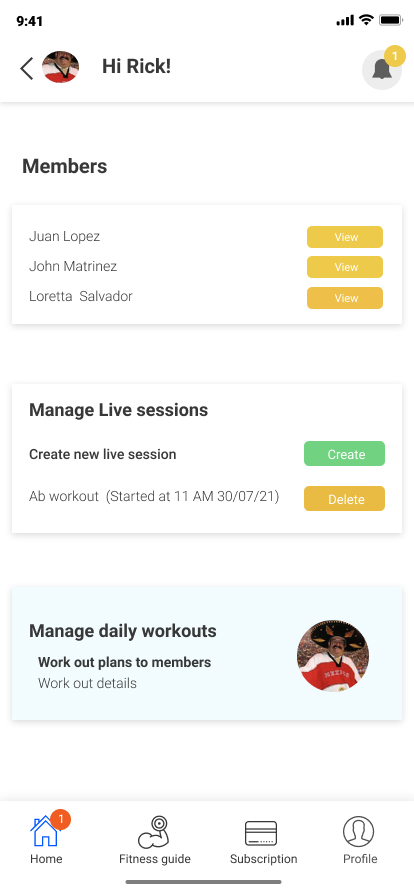 9:41
Hi Rick!
1
Members
Juan Lopez View
John Matrinez View
Loretta Salvador View
Manage Live sessions
Create new live session Create
Ab workout (Started at 11 AM 30/07/21) Delete
Manage daily workouts
Work out plans to members
Work out details
MEXICO
1
Home Fitness guide Subscription Profile